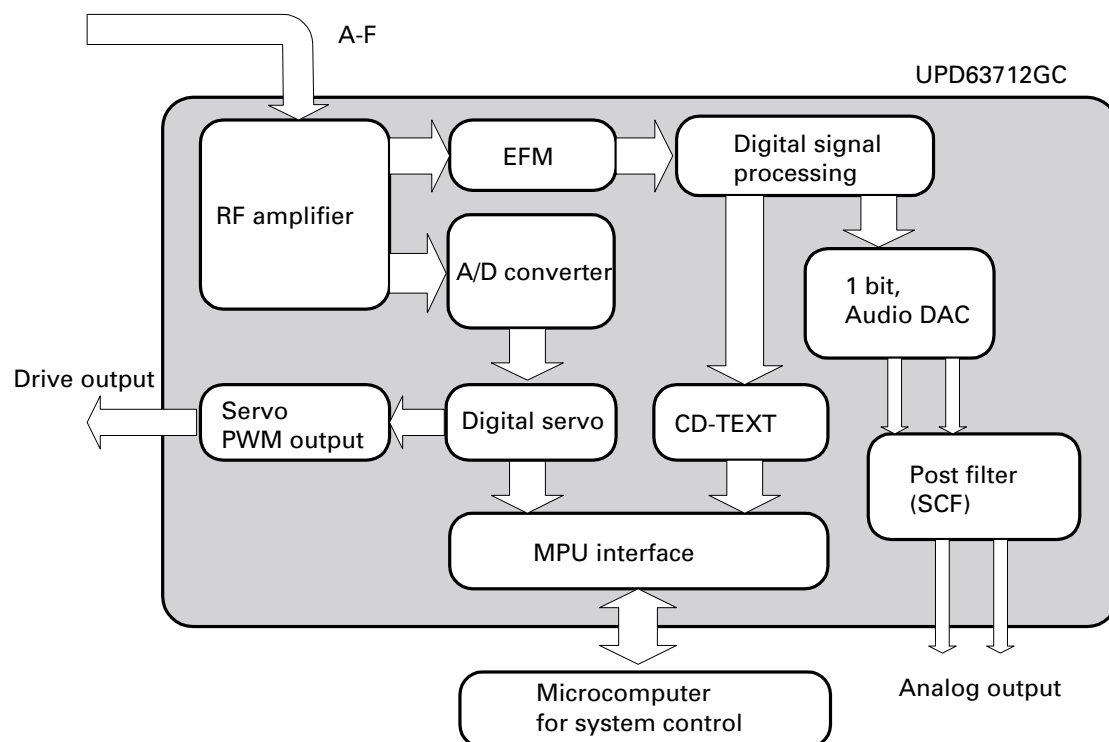 A-F
UPD63712GC
RF amplifier
EFM
Digital signal
processing
A/D converter
1 bit,
Audio DAC
Drive output
Servo
PWM output
Digital servo
CD-TEXT
Post filter
(SCF)
MPU interface
Microcomputer
for system control
Analog output